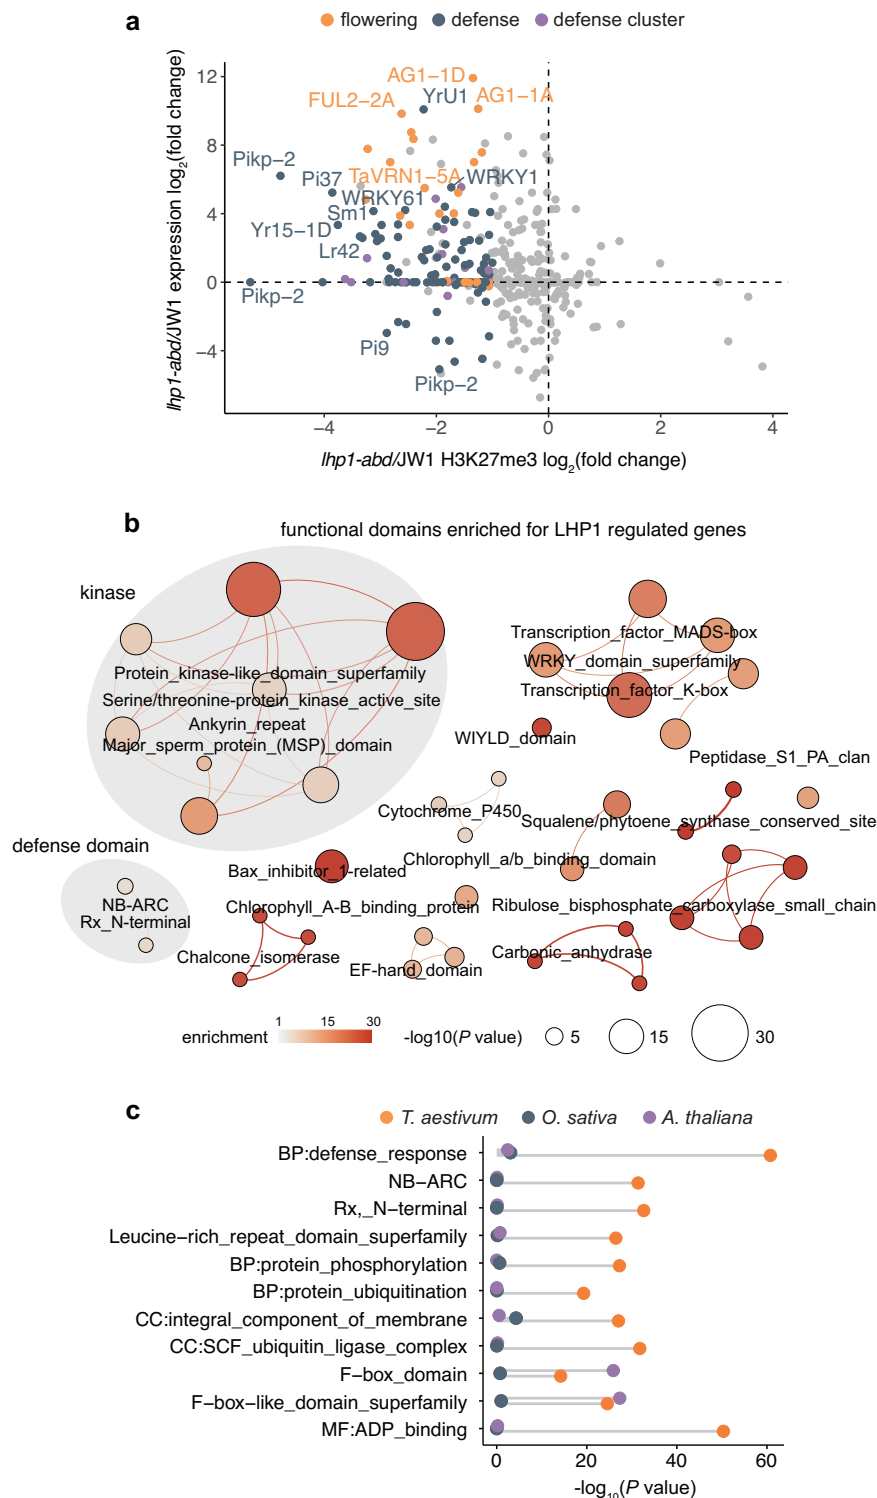 a
flowering defense defense cluster
lhp1-abd/JW1 expression log2(fold change)
12
8
4
0
−4
AG1−1D
FUL2−2A
YrU1
AG1−1A
Pikp−2
Pi37
TaVRN1−5A
WRKY1
WRKY61
Sm1
Yr15−1D
Lr42
Pikp−2
Pi9
Pikp−2
−4 −2 0 2 4
lhp1-abd/JW1 H3K27me3 log2(fold change)
b
functional domains enriched for LHP1 regulated genes
kinase
Transcription_factor_MADS-box
WRKY_domain_superfamily
Protein_kinase-like_domain_superfamily
Serine/threonine-protein_kinase_active_site
Transcription_factor_K-box
Ankyrin_repeat
Major_sperm_protein_(MSP)_domain
WIYLD_domain
Peptidase_S1_PA_clan
Cytochrome_P450
Squalene/phytoene_synthase_conserved_site
defense domain
Bax_inhibitor_1-related
Chlorophyll_a/b_binding_domain
NB-ARC
Rx_N-terminal
Chlorophyll_A-B_binding_protein
Ribulose_bisphosphate_carboxylase_small_chain
Chalcone_isomerase
EF-hand_domain
Carbonic_anhydrase
enrichment 1 15 30 -log10(P value) 5 15 30
c
T. aestivum O. sativa A. thaliana
BP:defense_response
NB−ARC
Rx,_N−terminal
Leucine−rich_repeat_domain_superfamily
BP:protein_phosphorylation
BP:protein_ubiquitination
CC:integral_component_of_membrane
CC:SCF_ubiquitin_ligase_complex
F−box_domain
F−box−like_domain_superfamily
MF:ADP_binding
0 20 40 60
-log10(P value)